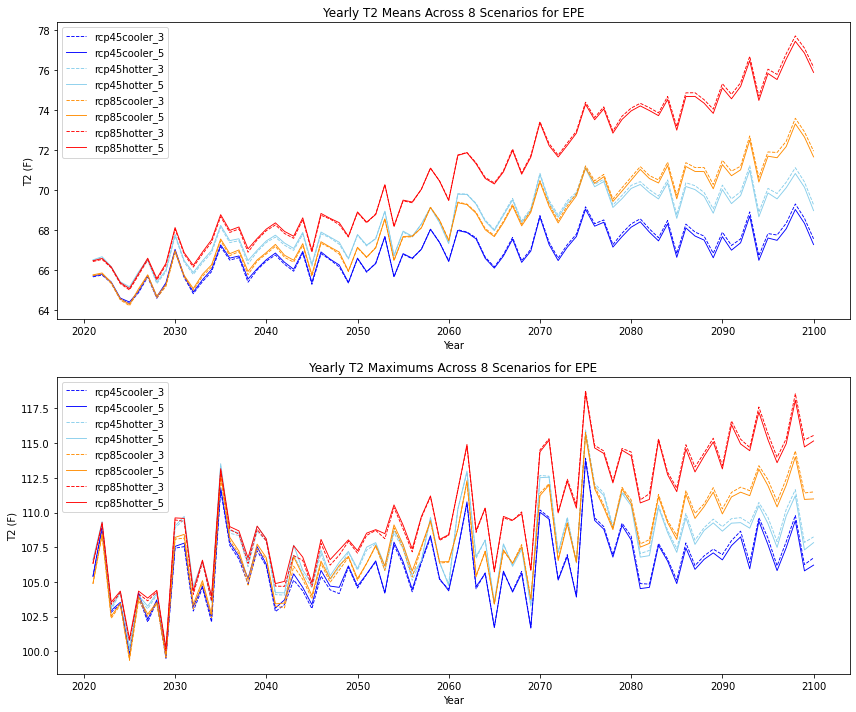 Yearly T2 Means Across 8 Scenarios for EPE
78
76
74
72
70
68
66
64
T2 (F)
rcp45cooler_3
rcp45cooler_5
rcp45hotter_3
rcp45hotter_5
rcp85cooler_3
rcp85cooler_5
rcp85hotter_3
rcp85hotter_5
2020 2030 2040 2050 2060 2070 2080 2090 2100
Year
Yearly T2 Maximums Across 8 Scenarios for EPE
117.5
115.0
112.5
110.0
107.5
105.0
102.5
100.0
T2 (F)
rcp45cooler_3
rcp45cooler_5
rcp45hotter_3
rcp45hotter_5
rcp85cooler_3
rcp85cooler_5
rcp85hotter_3
rcp85hotter_5
2020 2030 2040 2050 2060 2070 2080 2090 2100
Year